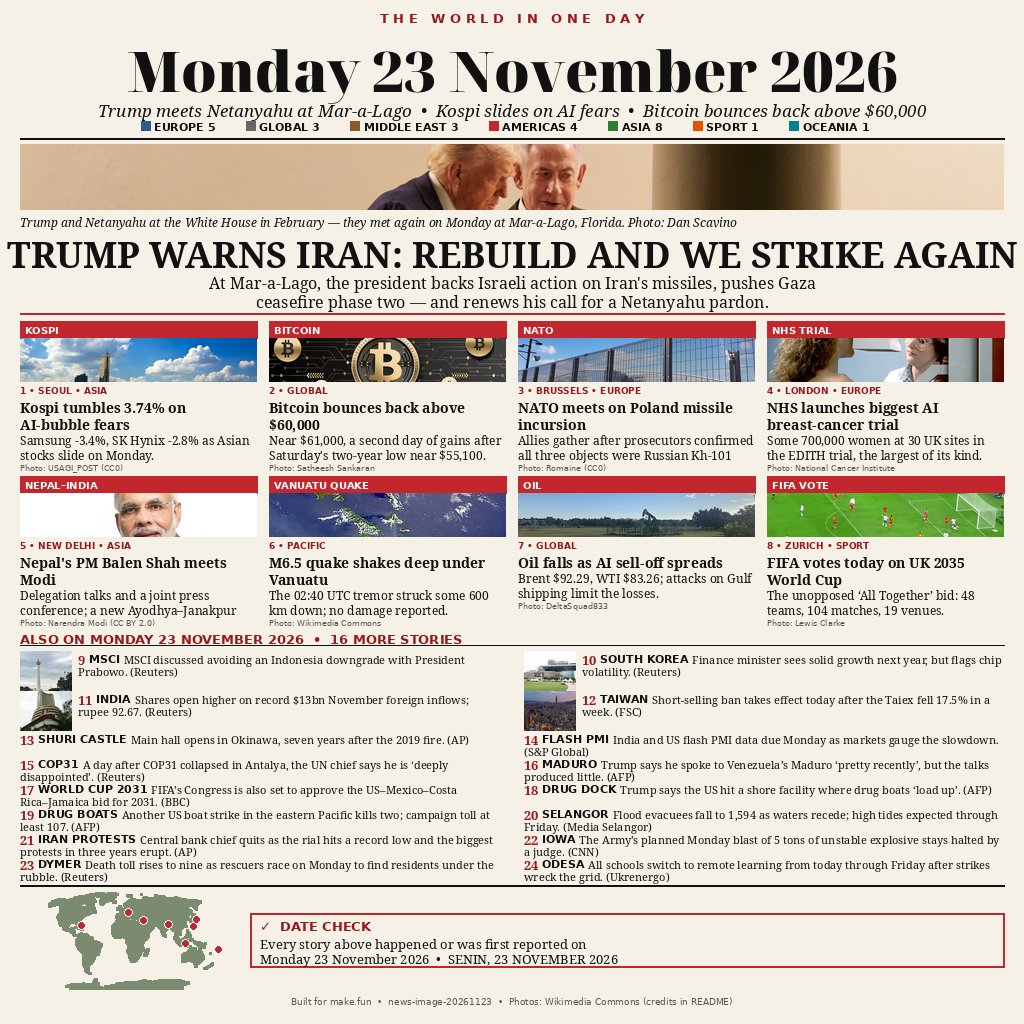 THE WORLD IN ONE DAY
Monday 23 November 2026
Trump meets Netanyahu at Mar-a-Lago • Kospi slides on AI fears • Bitcoin bounces back above $60,000
EUROPE 5 GLOBAL 3 MIDDLE EAST 3 AMERICAS 4 ASIA 8 SPORT 1 OCEANIA 1
Trump and Netanyahu at the White House in February — they met again on Monday at Mar-a-Lago, Florida. Photo: Dan Scavino
TRUMP WARNS IRAN: REBUILD AND WE STRIKE AGAIN
At Mar-a-Lago, the president backs Israeli action on Iran's missiles, pushes Gaza
ceasefire phase two — and renews his call for a Netanyahu pardon.
KOSPI
1 • SEOUL • ASIA
Kospi tumbles 3.74% on
AI-bubble fears
Samsung -3.4%, SK Hynix -2.8% as Asian
stocks slide on Monday.
Photo: USAGI_POST (CC0)
BITCOIN
2 • GLOBAL
Bitcoin bounces back above
$60,000
Near $61,000, a second day of gains after
Saturday's two-year low near $55,100.
Photo: Satheesh Sankaran
NATO
3 • BRUSSELS • EUROPE
NATO meets on Poland missile
incursion
Allies gather after prosecutors confirmed
all three objects were Russian Kh-101
Photo: Romaine (CC0)
NHS TRIAL
4 • LONDON • EUROPE
NHS launches biggest AI
breast-cancer trial
Some 700,000 women at 30 UK sites in
the EDITH trial, the largest of its kind.
Photo: National Cancer Institute
NEPAL–INDIA
5 • NEW DELHI • ASIA
Nepal's PM Balen Shah meets
Modi
Delegation talks and a joint press
conference; a new Ayodhya–Janakpur
Photo: Narendra Modi (CC BY 2.0)
VANUATU QUAKE
6 • PACIFIC
M6.5 quake shakes deep under
Vanuatu
The 02:40 UTC tremor struck some 600
km down; no damage reported.
Photo: Wikimedia Commons
OIL
7 • GLOBAL
Oil falls as AI sell-off spreads
Brent $92.29, WTI $83.26; attacks on Gulf
shipping limit the losses.
Photo: DeltaSquad833
FIFA VOTE
8 • ZURICH • SPORT
FIFA votes today on UK 2035
World Cup
The unopposed ‘All Together’ bid: 48
teams, 104 matches, 19 venues.
Photo: Lewis Clarke
ALSO ON MONDAY 23 NOVEMBER 2026 • 16 MORE STORIES
9 MSCI MSCI discussed avoiding an Indonesia downgrade with President
Prabowo. (Reuters)
10 SOUTH KOREA Finance minister sees solid growth next year, but flags chip
volatility. (Reuters)
11 INDIA Shares open higher on record $13bn November foreign inflows;
rupee 92.67. (Reuters)
12 TAIWAN Short-selling ban takes effect today after the Taiex fell 17.5% in a
week. (FSC)
13 SHURI CASTLE Main hall opens in Okinawa, seven years after the 2019 fire. (AP)
14 FLASH PMI India and US flash PMI data due Monday as markets gauge the slowdown.
(S&P Global)
15 COP31 A day after COP31 collapsed in Antalya, the UN chief says he is ‘deeply
disappointed’. (Reuters)
16 MADURO Trump says he spoke to Venezuela’s Maduro ‘pretty recently’, but the talks
produced little. (AFP)
17 WORLD CUP 2031 FIFA’s Congress is also set to approve the US–Mexico–Costa
Rica–Jamaica bid for 2031. (BBC)
18 DRUG DOCK Trump says the US hit a shore facility where drug boats ‘load up’. (AFP)
19 DRUG BOATS Another US boat strike in the eastern Pacific kills two; campaign toll at
least 107. (AFP)
20 SELANGOR Flood evacuees fall to 1,594 as waters recede; high tides expected through
Friday. (Media Selangor)
21 IRAN PROTESTS Central bank chief quits as the rial hits a record low and the biggest
protests in three years erupt. (AP)
22 IOWA The Army’s planned Monday blast of 5 tons of unstable explosive stays halted by
a judge. (CNN)
23 DYMER Death toll rises to nine as rescuers race on Monday to find residents under the
rubble. (Reuters)
24 ODESA All schools switch to remote learning from today through Friday after strikes
wreck the grid. (Ukrenergo)
✓ DATE CHECK
Every story above happened or was first reported on
Monday 23 November 2026 • SENIN, 23 NOVEMBER 2026
Built for make.fun • news-image-20261123 • Photos: Wikimedia Commons (credits in README)